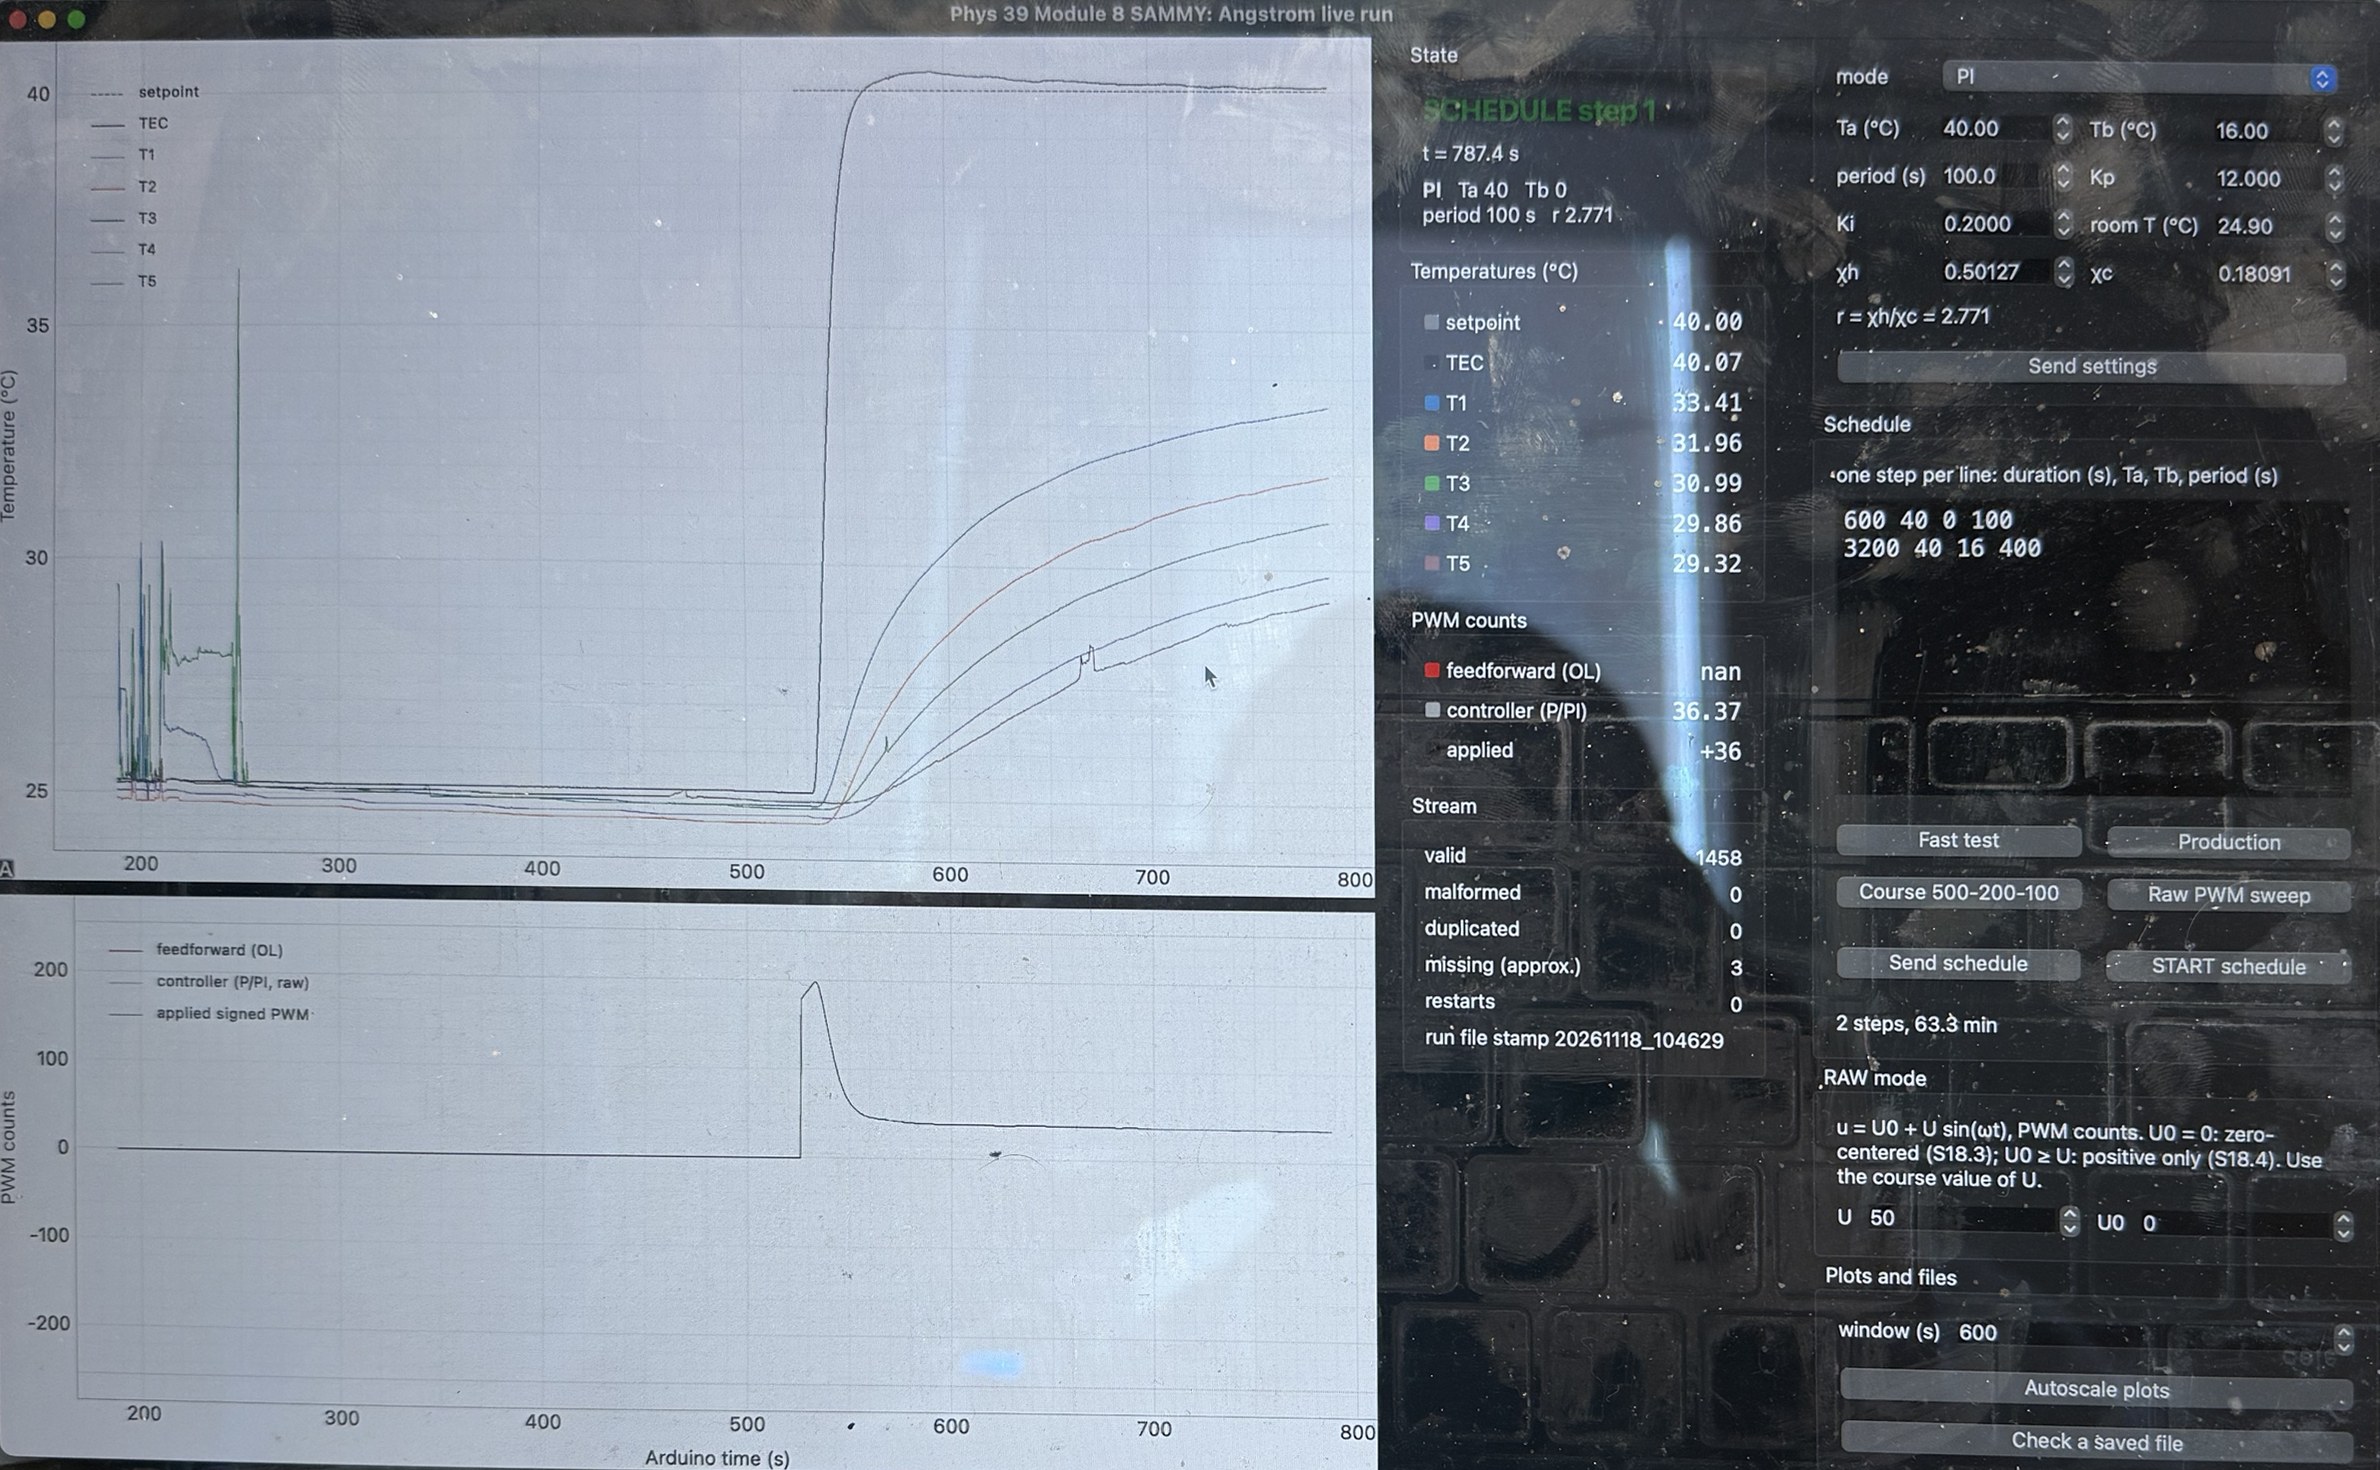 Phys 39 Module 8 SAMMY: Angstrom live run
Temperature (°C)
40
35
30
25
setpoint
TEC
T1
T2
T3
T4
T5
A
200 300 400 500 600 700 800
PWM counts
200
100
0
-100
-200
feedforward (OL)
controller (P/PI, raw)
applied signed PWM
200 300 400 500 600 700 800
Arduino time (s)
State
SCHEDULE step 1
t = 787.4 s
PI Ta 40 Tb 0
period 100 s r 2.771
Temperatures (°C)
setpoint 40.00
TEC 40.07
T1 33.41
T2 31.96
T3 30.99
T4 29.86
T5 29.32
PWM counts
feedforward (OL) nan
controller (P/PI) 36.37
applied +36
Stream
valid 1458
malformed 0
duplicated 0
missing (approx.) 3
restarts 0
run file stamp 20261118_104629
mode PI
Ta (°C) 40.00 Tb (°C) 16.00
period (s) 100.0 Kp 12.000
Ki 0.2000 room T (°C) 24.90
χh 0.50127 χc 0.18091
r = χh/χc = 2.771
Send settings
Schedule
one step per line: duration (s), Ta, Tb, period (s)
600 40 0 100
3200 40 16 400
Fast test Production
Course 500-200-100 Raw PWM sweep
Send schedule START schedule
2 steps, 63.3 min
RAW mode
u = U0 + U sin(ωt), PWM counts. U0 = 0: zero-
centered (S18.3); U0 ≥ U: positive only (S18.4). Use
the course value of U.
U 50 U0 0
Plots and files
window (s) 600
Autoscale plots
Check a saved file